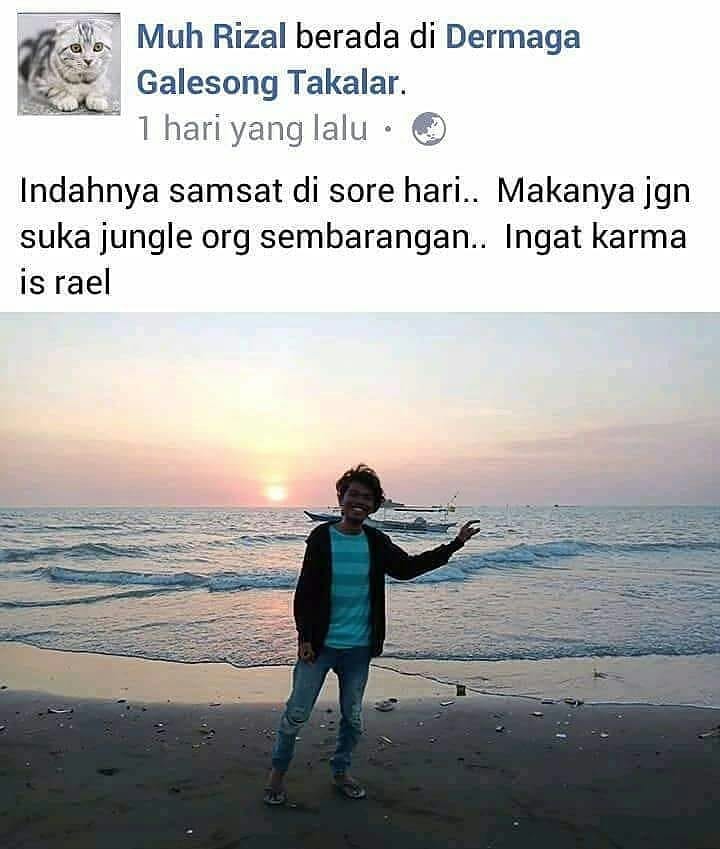 Muh Rizal berada di Dermaga
Galesong Takalar.
1 hari yang lalu ·
Indahnya samsat di sore hari.. Makanya jgn
suka jungle org sembarangan.. Ingat karma
is rael